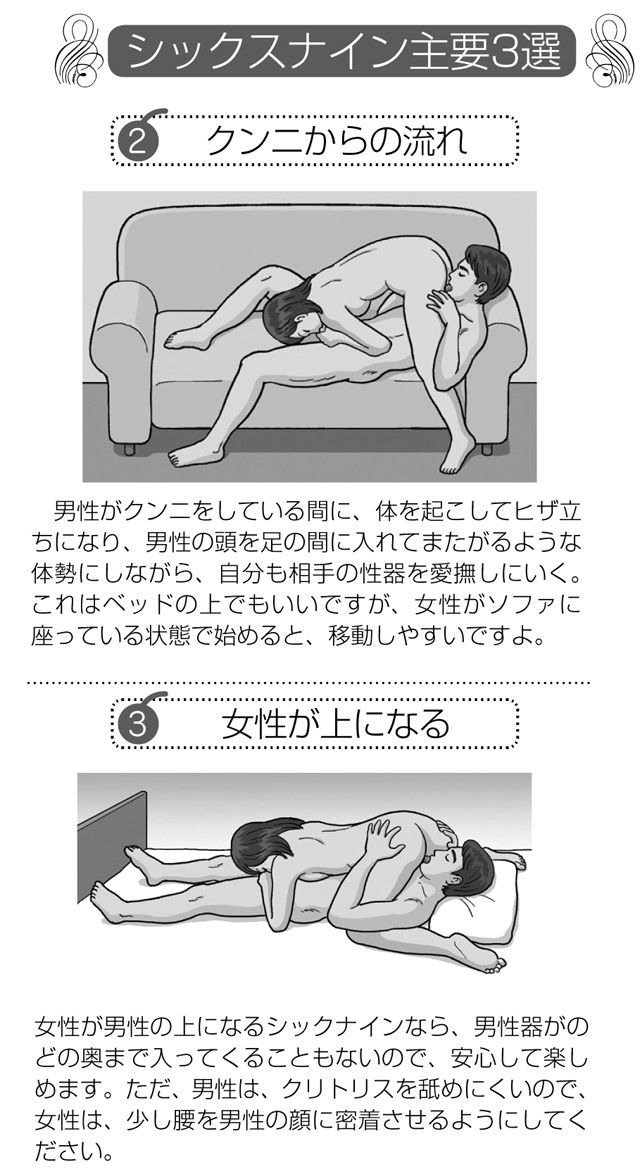 シックスナイン主要3選
2 クンニからの流れ
男性がクンニをしている間に、体を起こしてヒザ立
ちになり、男性の頭を足の間に入れてまたがるような
体勢にしながら、自分も相手の性器を愛撫しにいく。
これはベッドの上でもいいですが、女性がソファに
座っている状態で始めると、移動しやすいですよ。
3 女性が上になる
女性が男性の上になるシックナインなら、男性器がの
どの奥まで入ってくることもないので、安心して楽し
めます。ただ、男性は、クリトリスを舐めにくいので、
女性は、少し腰を男性の顔に密着させるようにしてく
ださい。